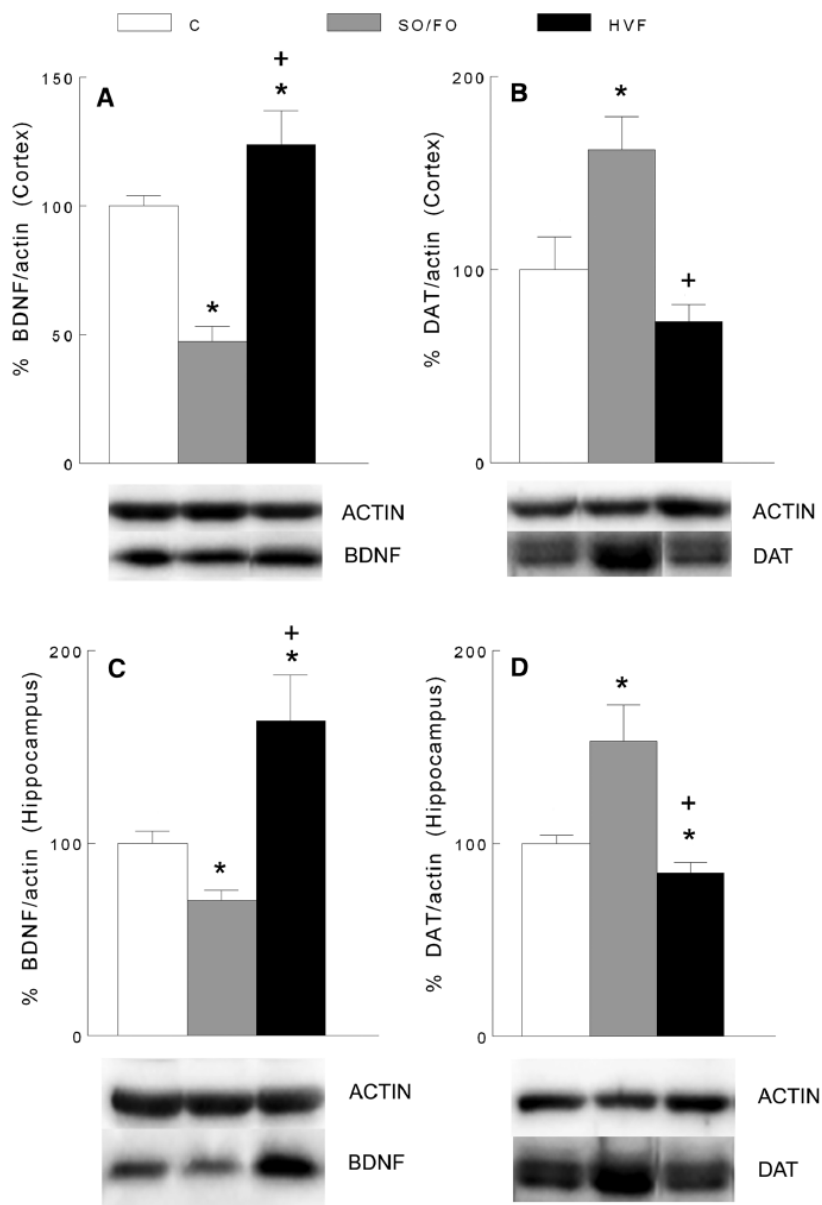 C SO/FO HVF
A
% BDNF/actin (Cortex)
150
100
50
0
*
+
*
ACTIN
BDNF
B
% DAT/actin (Cortex)
200
100
0
*
+
ACTIN
DAT
C
% BDNF/actin (Hippocampus)
200
100
0
*
+
*
ACTIN
BDNF
D
% DAT/actin (Hippocampus)
200
100
0
*
+
*
ACTIN
DAT